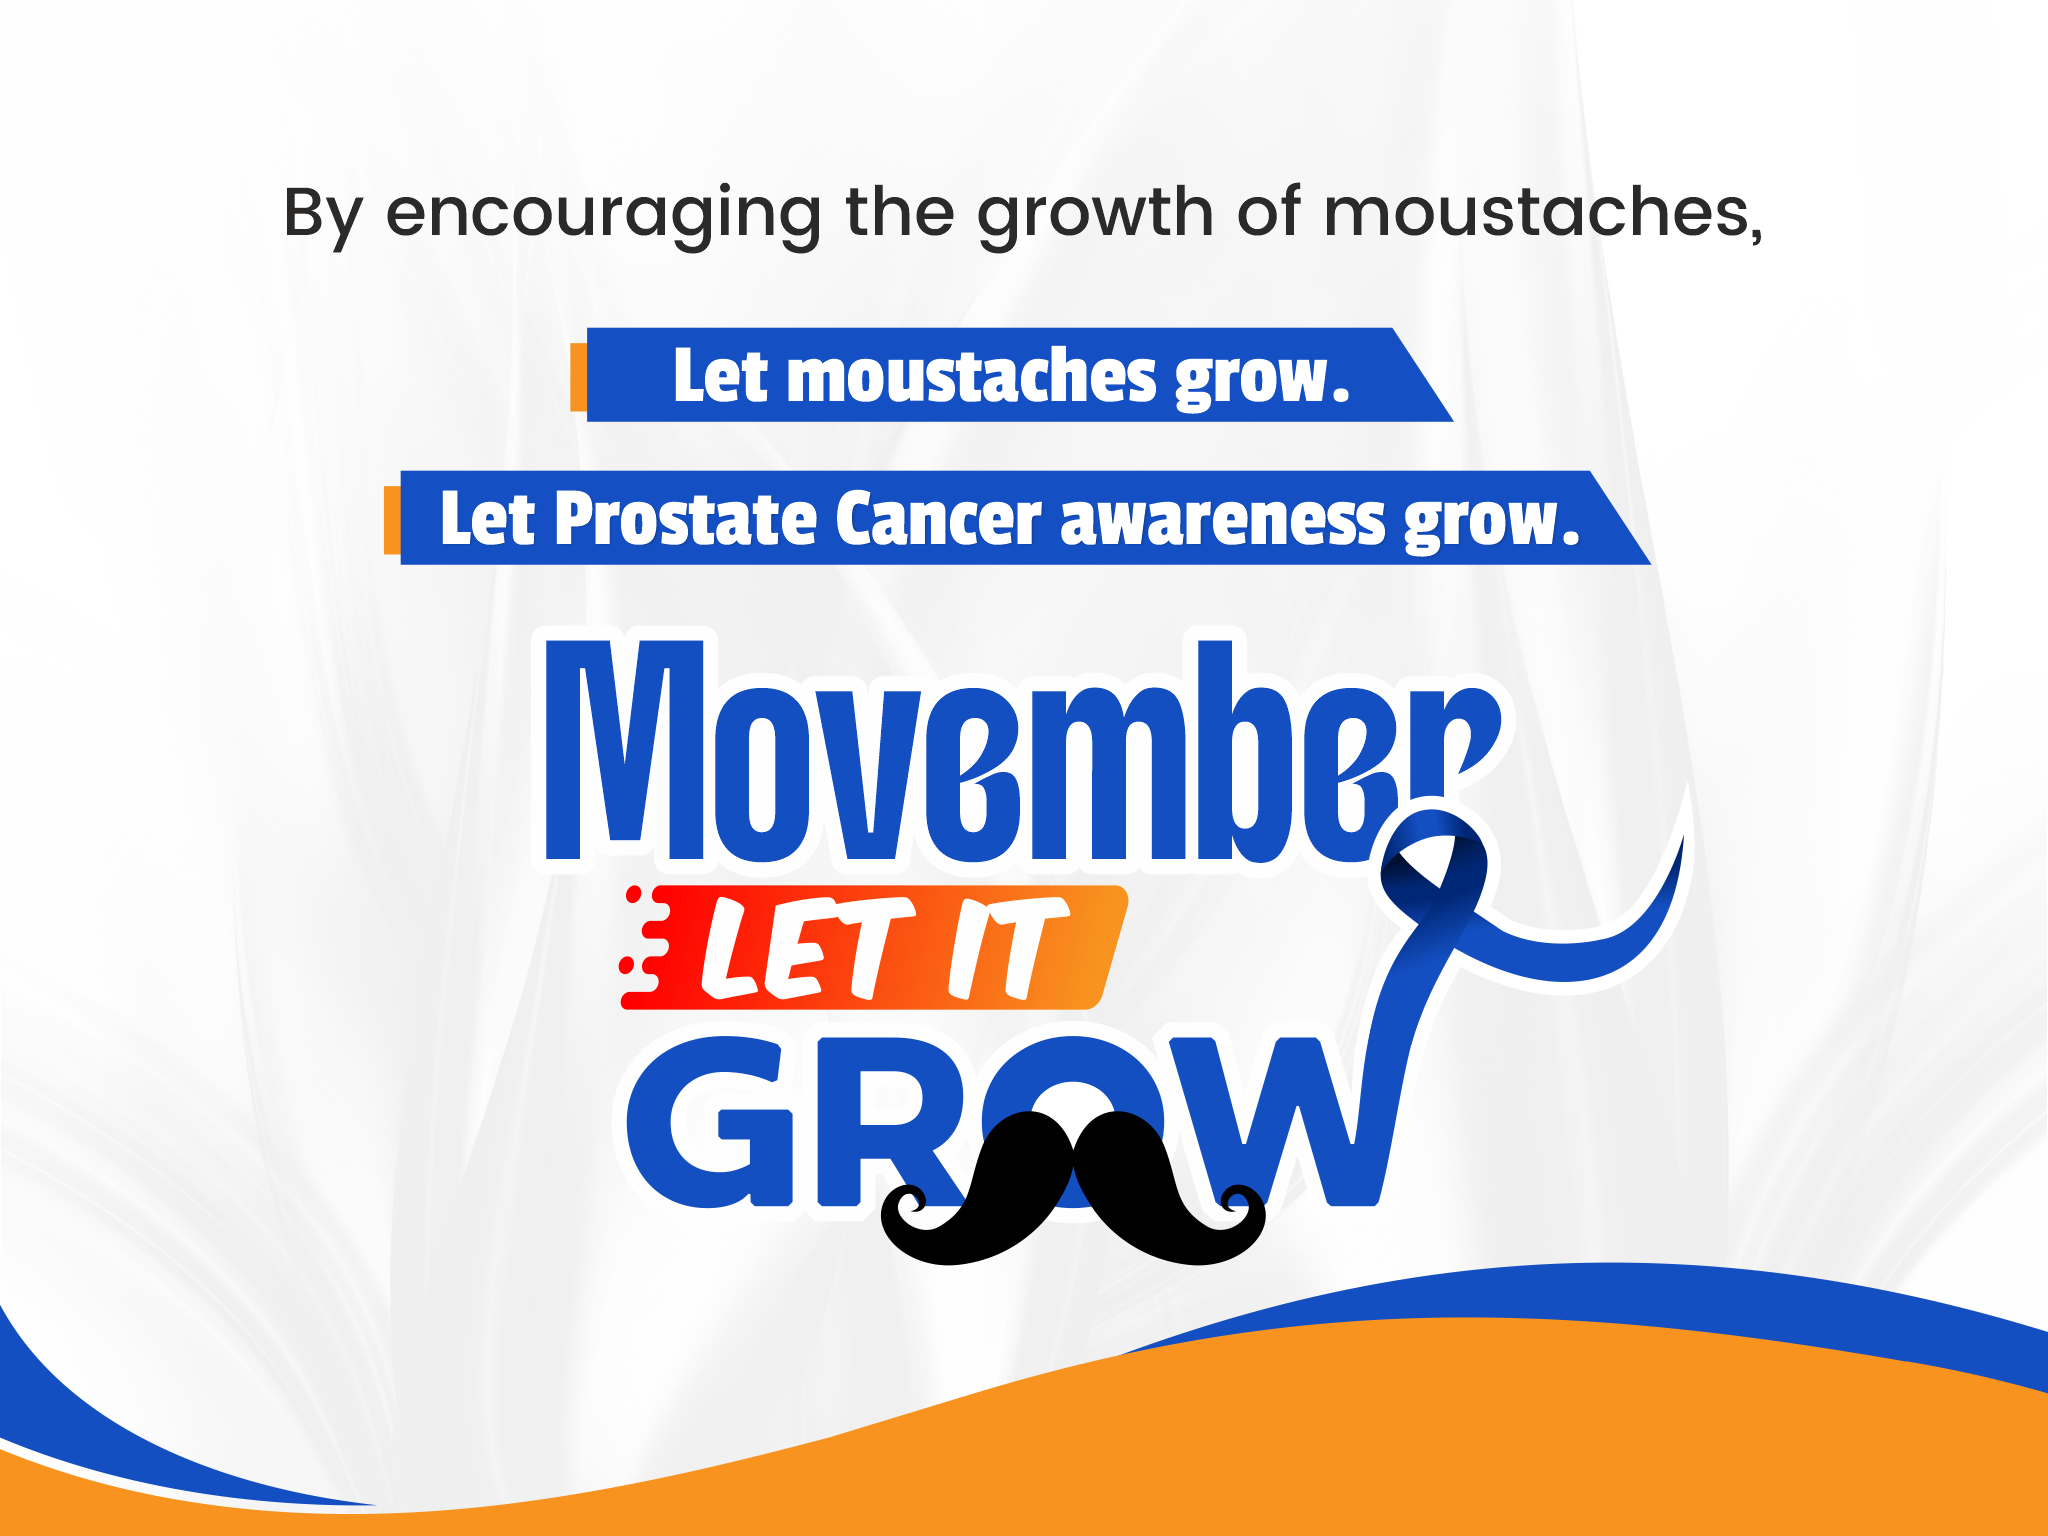 By encouraging the growth of moustaches,
Let moustaches grow.
Let Prostate Cancer awareness grow.
Movember
LET IT
GROW